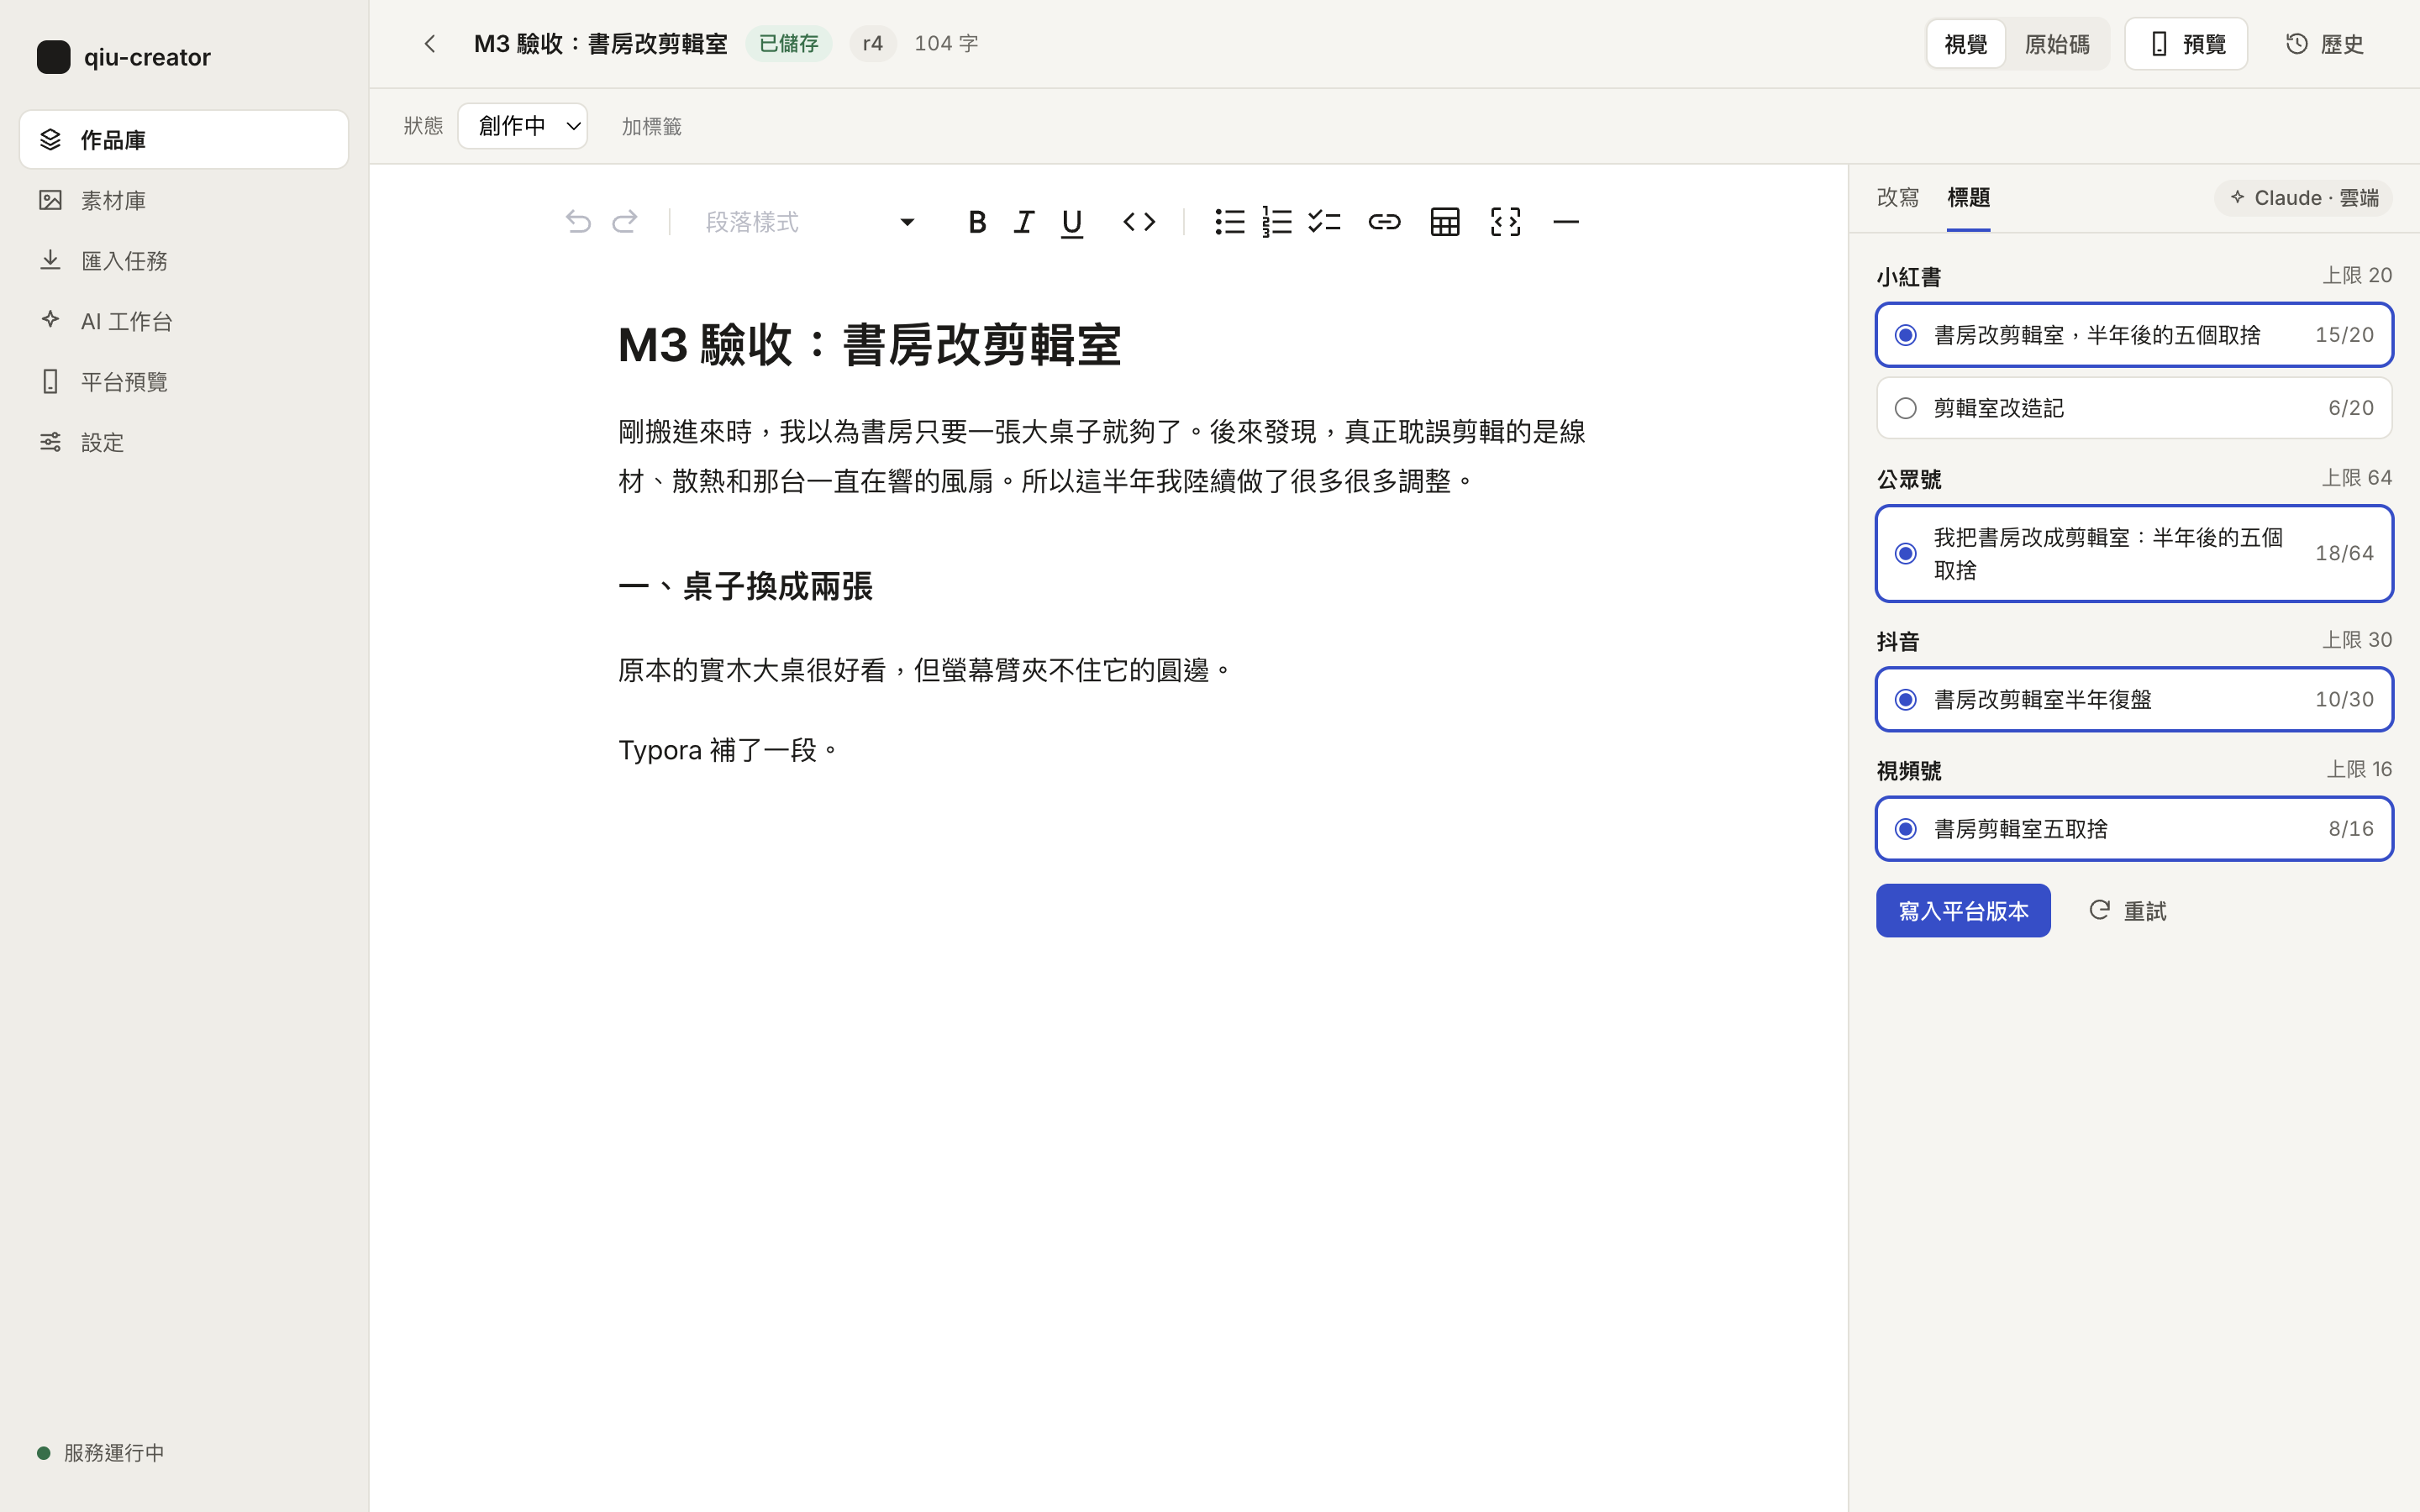 qiu-creator
作品庫
素材庫
匯入任務
AI 工作台
平台預覽
設定
服務運行中
M3 驗收：書房改剪輯室 已儲存 r4 104 字
視覺 原始碼 預覽 歷史
狀態 創作中 加標籤
段落樣式 B I U
M3 驗收：書房改剪輯室
剛搬進來時，我以為書房只要一張大桌子就夠了。後來發現，真正耽誤剪輯的是線
材、散熱和那台一直在響的風扇。所以這半年我陸續做了很多很多調整。
一、桌子換成兩張
原本的實木大桌很好看，但螢幕臂夾不住它的圓邊。
Typora 補了一段。
改寫 標題 Claude · 雲端
小紅書 上限 20
書房改剪輯室，半年後的五個取捨 15/20
剪輯室改造記 6/20
公眾號 上限 64
我把書房改成剪輯室：半年後的五個
取捨 18/64
抖音 上限 30
書房改剪輯室半年復盤 10/30
視頻號 上限 16
書房剪輯室五取捨 8/16
寫入平台版本 重試